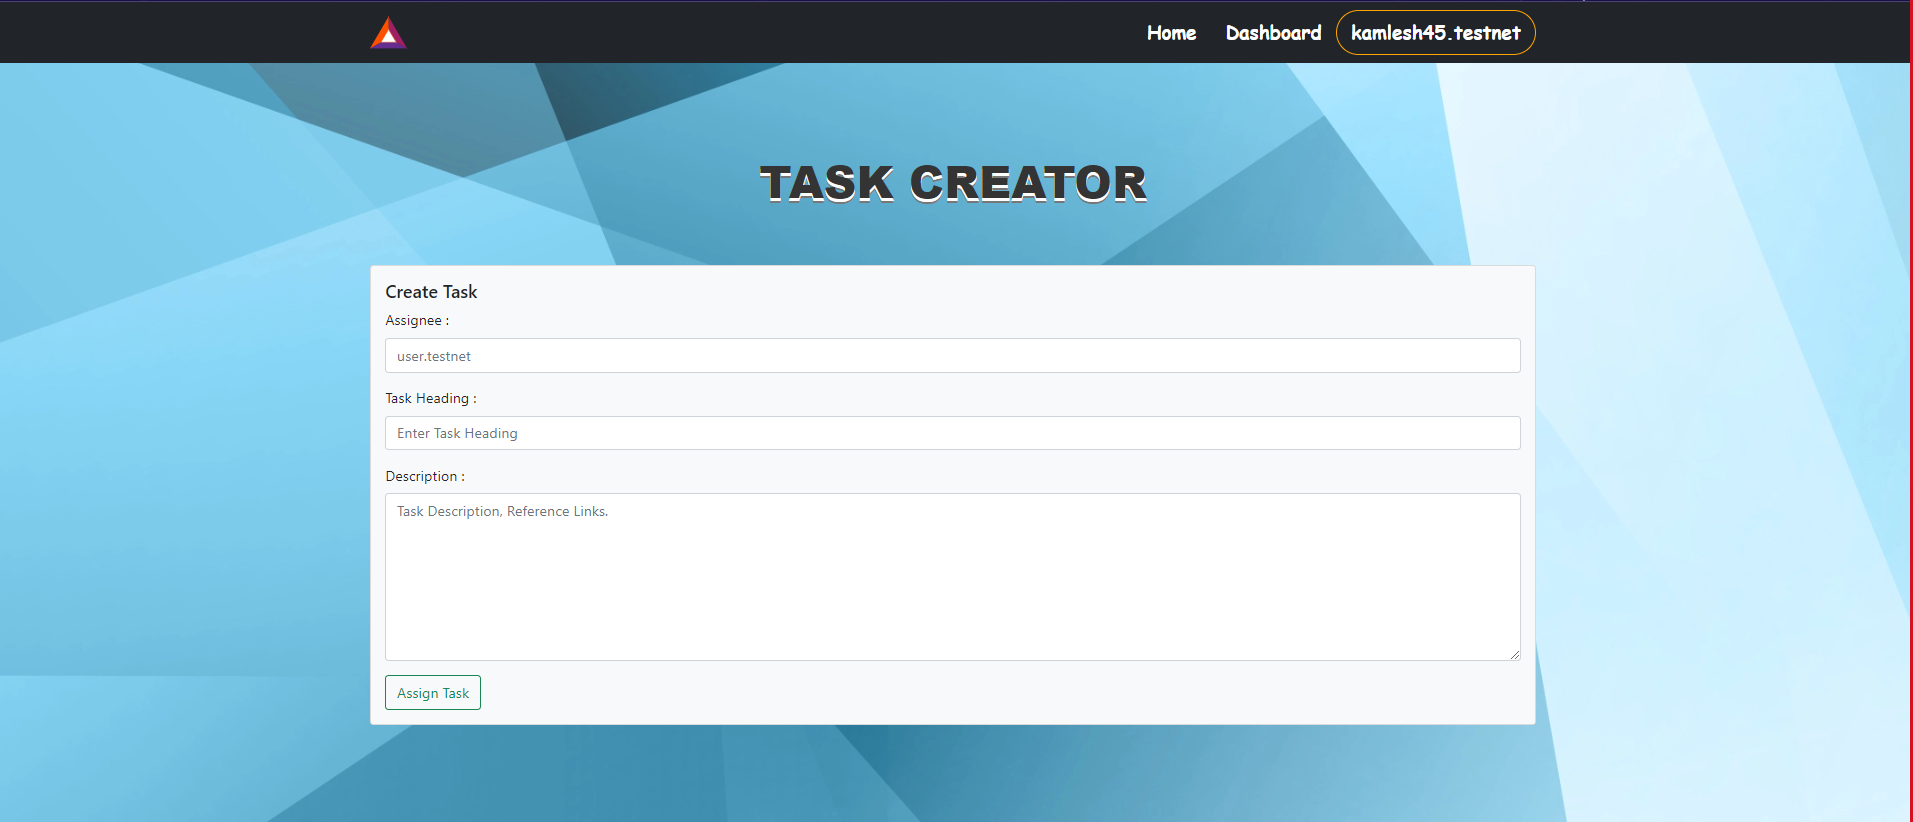 Home Dashboard kamlesh45.testnet
TASK CREATOR
Create Task
Assignee :
user.testnet
Task Heading :
Enter Task Heading
Description :
Task Description, Reference Links.
Assign Task